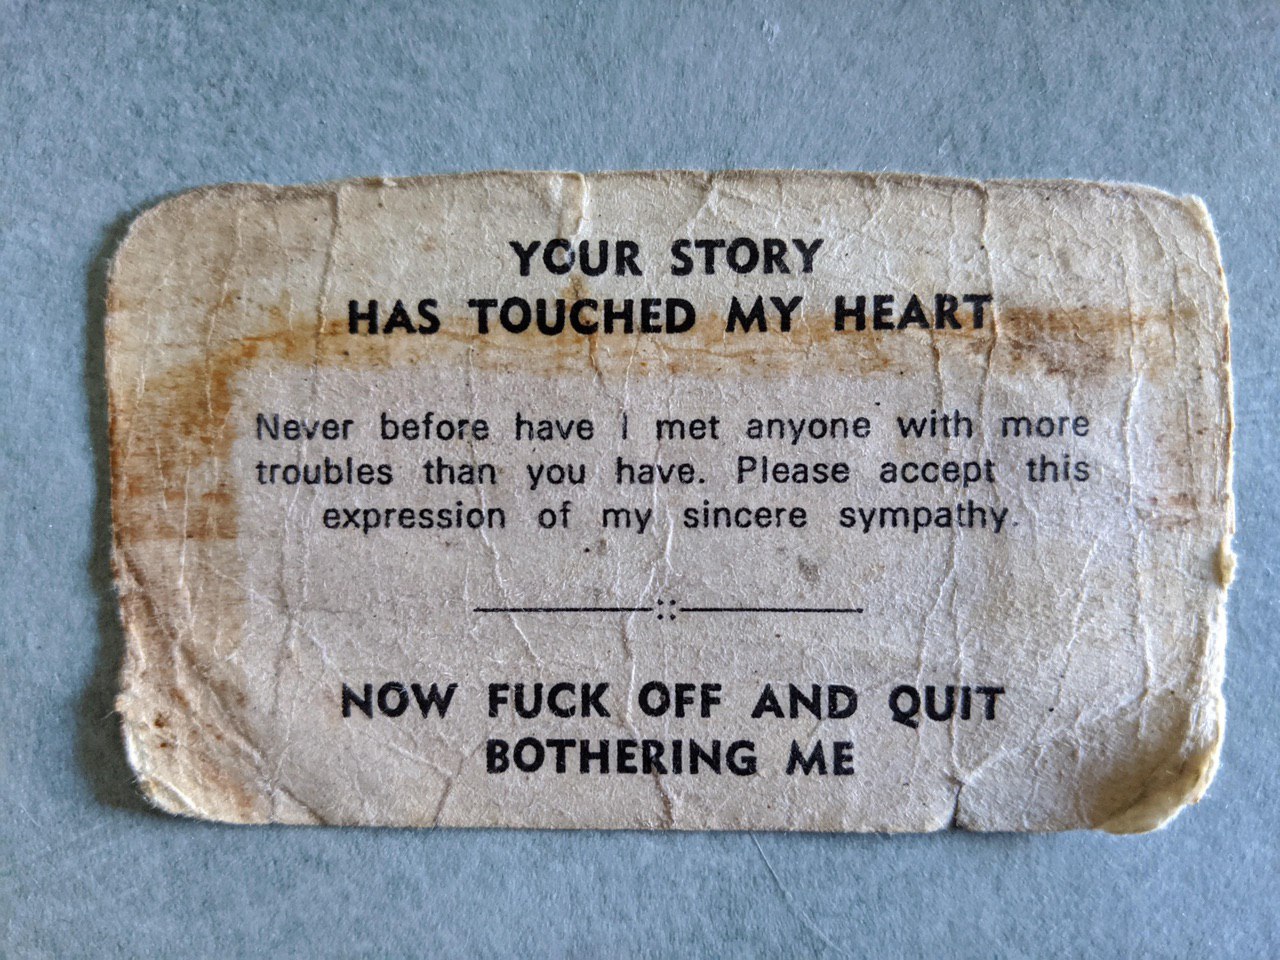 YOUR STORY
HAS TOUCHED MY HEART
Never before have I met anyone with more
troubles than you have. Please accept this
expression of my sincere sympathy.
NOW FUCK OFF AND QUIT
BOTHERING ME